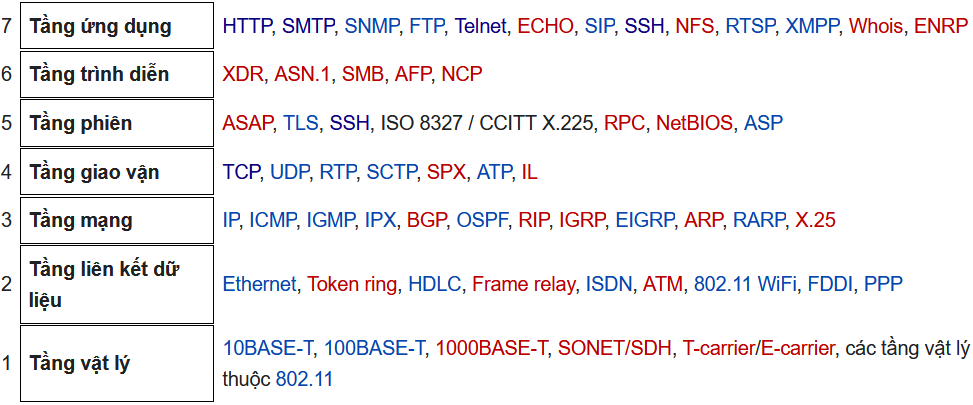 7 Tầng ứng dụng HTTP, SMTP, SNMP, FTP, Telnet, ECHO, SIP, SSH, NFS, RTSP, XMPP, Whois, ENRP
6 Tầng trình diễn XDR, ASN.1, SMB, AFP, NCP
5 Tầng phiên ASAP, TLS, SSH, ISO 8327 / CCITT X.225, RPC, NetBIOS, ASP
4 Tầng giao vận TCP, UDP, RTP, SCTP, SPX, ATP, IL
3 Tầng mạng IP, ICMP, IGMP, IPX, BGP, OSPF, RIP, IGRP, EIGRP, ARP, RARP, X.25
2 Tầng liên kết dữ
liệu
Ethernet, Token ring, HDLC, Frame relay, ISDN, ATM, 802.11 WiFi, FDDI, PPP
1 Tầng vật lý
10BASE-T, 100BASE-T, 1000BASE-T, SONET/SDH, T-carrier/E-carrier, các tầng vật lý
thuộc 802.11